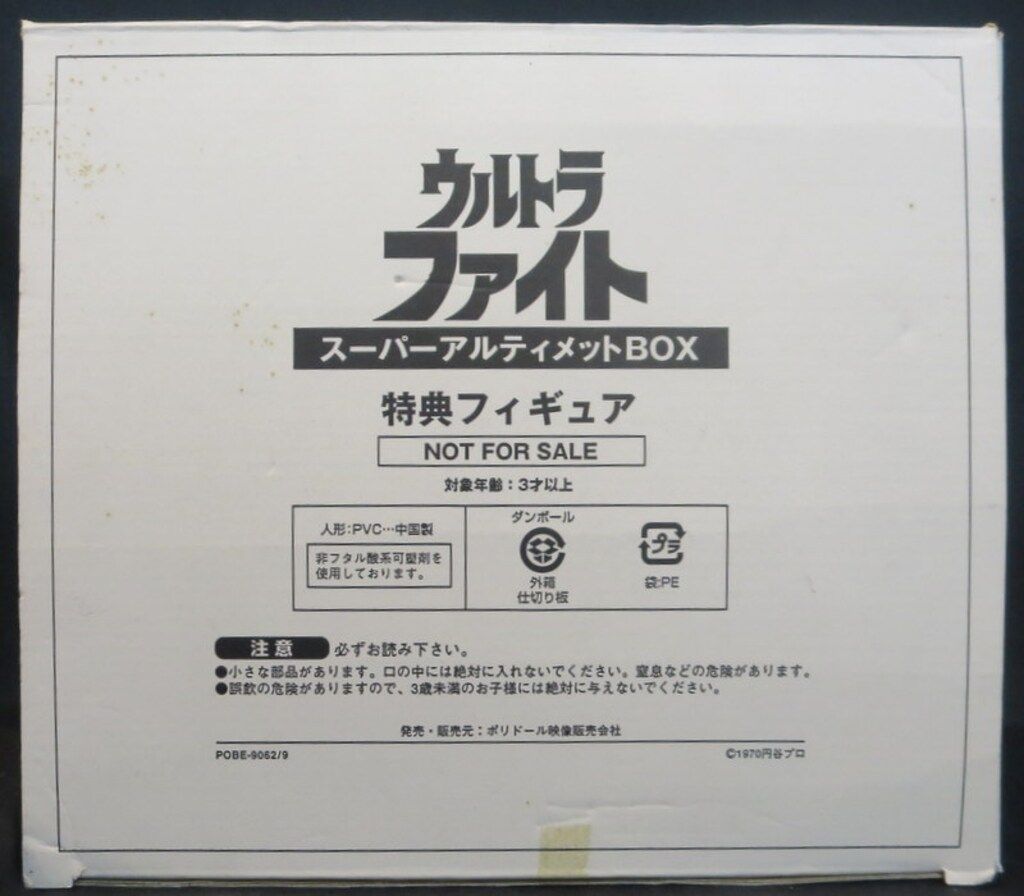 ウルトラ
ファイト
スーパーアルティメットBOX
特典フィギュア
NOT FOR SALE
対象年齢：3才以上
人形：PVC…中国製
非フタル酸系可塑剤を
使用しております。
ダンボール
外箱
仕切り板
プラ
袋:PE
注意 必ずお読み下さい。
●小さな部品があります。口の中には絶対に入れないでください。窒息などの危険があります。
●誤飲の危険がありますので、3歳未満のお子様には絶対に与えないでください。
発売・販売元：ポリドール映像販売会社
POBE-9062/9
©1970円谷プロ